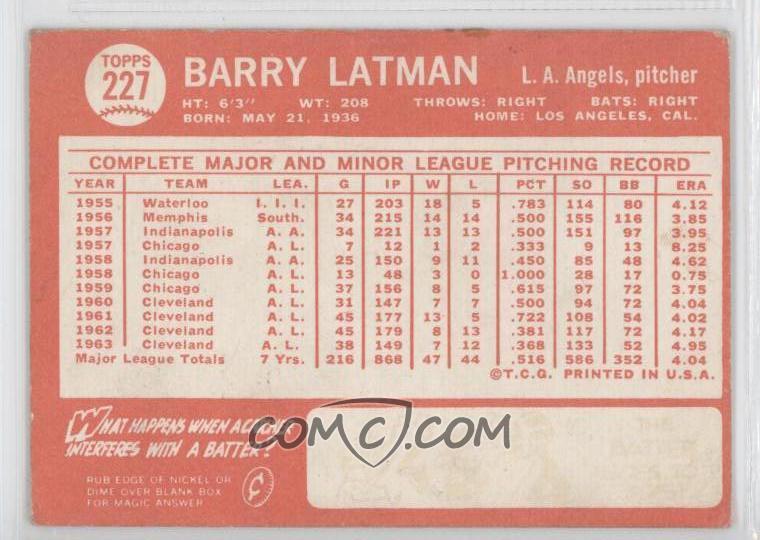 TOPPS
227
BARRY LATMAN L. A. Angels, pitcher
HT: 6'3" WT: 208 THROWS: RIGHT BATS: RIGHT
BORN: MAY 21, 1936 HOME: LOS ANGELES, CAL.
COMPLETE MAJOR AND MINOR LEAGUE PITCHING RECORD
YEAR TEAM LEA. G IP W L PCT SO BB ERA
1955 Waterloo I. I. I. 27 203 18 5 .783 114 80 4.12
1956 Memphis South. 34 215 14 14 .500 155 116 3.85
1957 Indianapolis A. A. 34 221 13 13 .500 151 97 3.95
1957 Chicago A. L. 7 12 1 2 .333 9 13 8.25
1958 Indianapolis A. A. 25 150 9 11 .450 85 48 4.62
1958 Chicago A. L. 13 48 3 0 1.000 28 17 0.75
1959 Chicago A. L. 37 156 8 5 .615 97 72 3.75
1960 Cleveland A. L. 31 147 7 7 .500 94 72 4.04
1961 Cleveland A. L. 45 177 13 5 .722 108 54 4.02
1962 Cleveland A. L. 45 179 8 13 .381 117 72 4.17
1963 Cleveland A. L. 38 149 7 12 .368 133 52 4.95
Major League Totals 7 Yrs. 216 868 47 44 .516 586 352 4.04
©T.C.G. PRINTED IN U.S.A.
WHAT HAPPENS WHEN A CATCHER
INTERFERES WITH A BATTER?
RUB EDGE OF NICKEL OR
DIME OVER BLANK BOX
FOR MAGIC ANSWER
COMC.COM